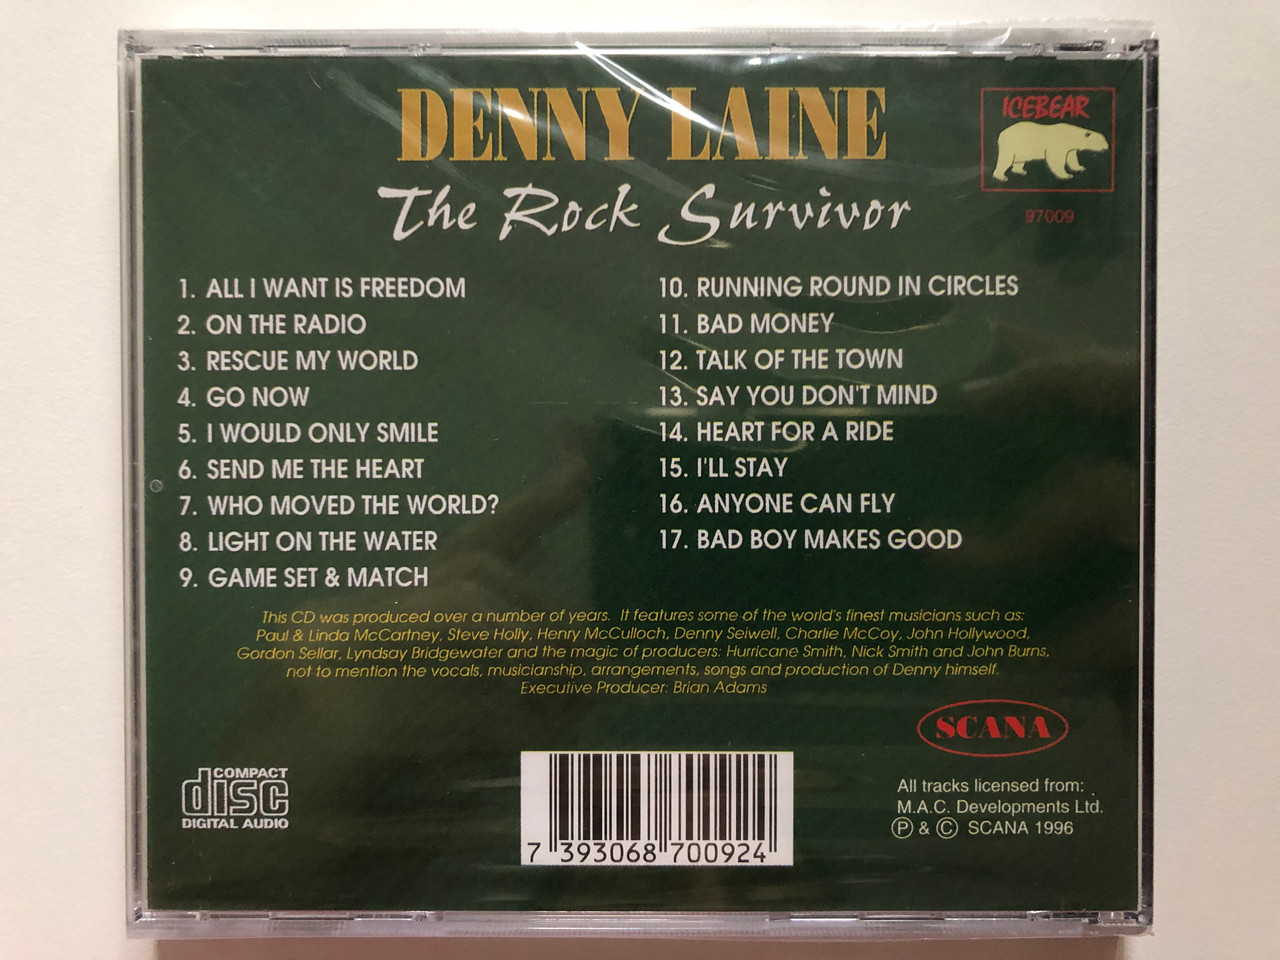 DENNY LAINE
ICEBEAR
The Rock Survivor
97009
1. ALL I WANT IS FREEDOM
2. ON THE RADIO
3. RESCUE MY WORLD
4. GO NOW
5. I WOULD ONLY SMILE
6. SEND ME THE HEART
7. WHO MOVED THE WORLD?
8. LIGHT ON THE WATER
9. GAME SET & MATCH
10. RUNNING ROUND IN CIRCLES
11. BAD MONEY
12. TALK OF THE TOWN
13. SAY YOU DON'T MIND
14. HEART FOR A RIDE
15. I'LL STAY
16. ANYONE CAN FLY
17. BAD BOY MAKES GOOD
This CD was produced over a number of years. It features some of the world's finest musicians such as:
Paul & Linda McCartney, Steve Holly, Henry McCulloch, Denny Seiwell, Charlie McCoy, John Hollywood,
Gordon Sellar, Lyndsay Bridgewater and the magic of producers: Hurricane Smith, Nick Smith and John Burns,
not to mention the vocals, musicianship, arrangements, songs and production of Denny himself.
Executive Producer: Brian Adams
SCANA
COMPACT
disc
DIGITAL AUDIO
7 393068 700924
All tracks licensed from:
M.A.C. Developments Ltd.
Ⓟ & © SCANA 1996